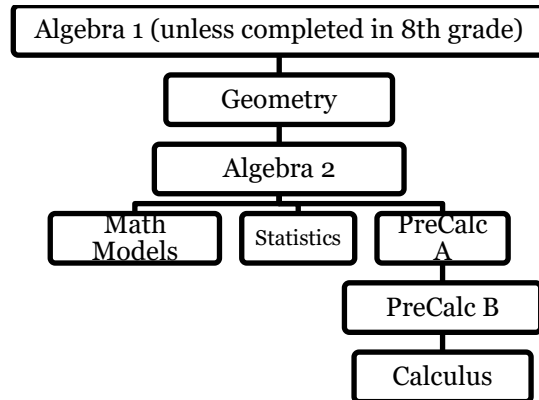 Algebra 1 (unless completed in 8th grade)
Geometry
Algebra 2
Math
Models
Statistics
PreCalc
A
PreCalc B
Calculus